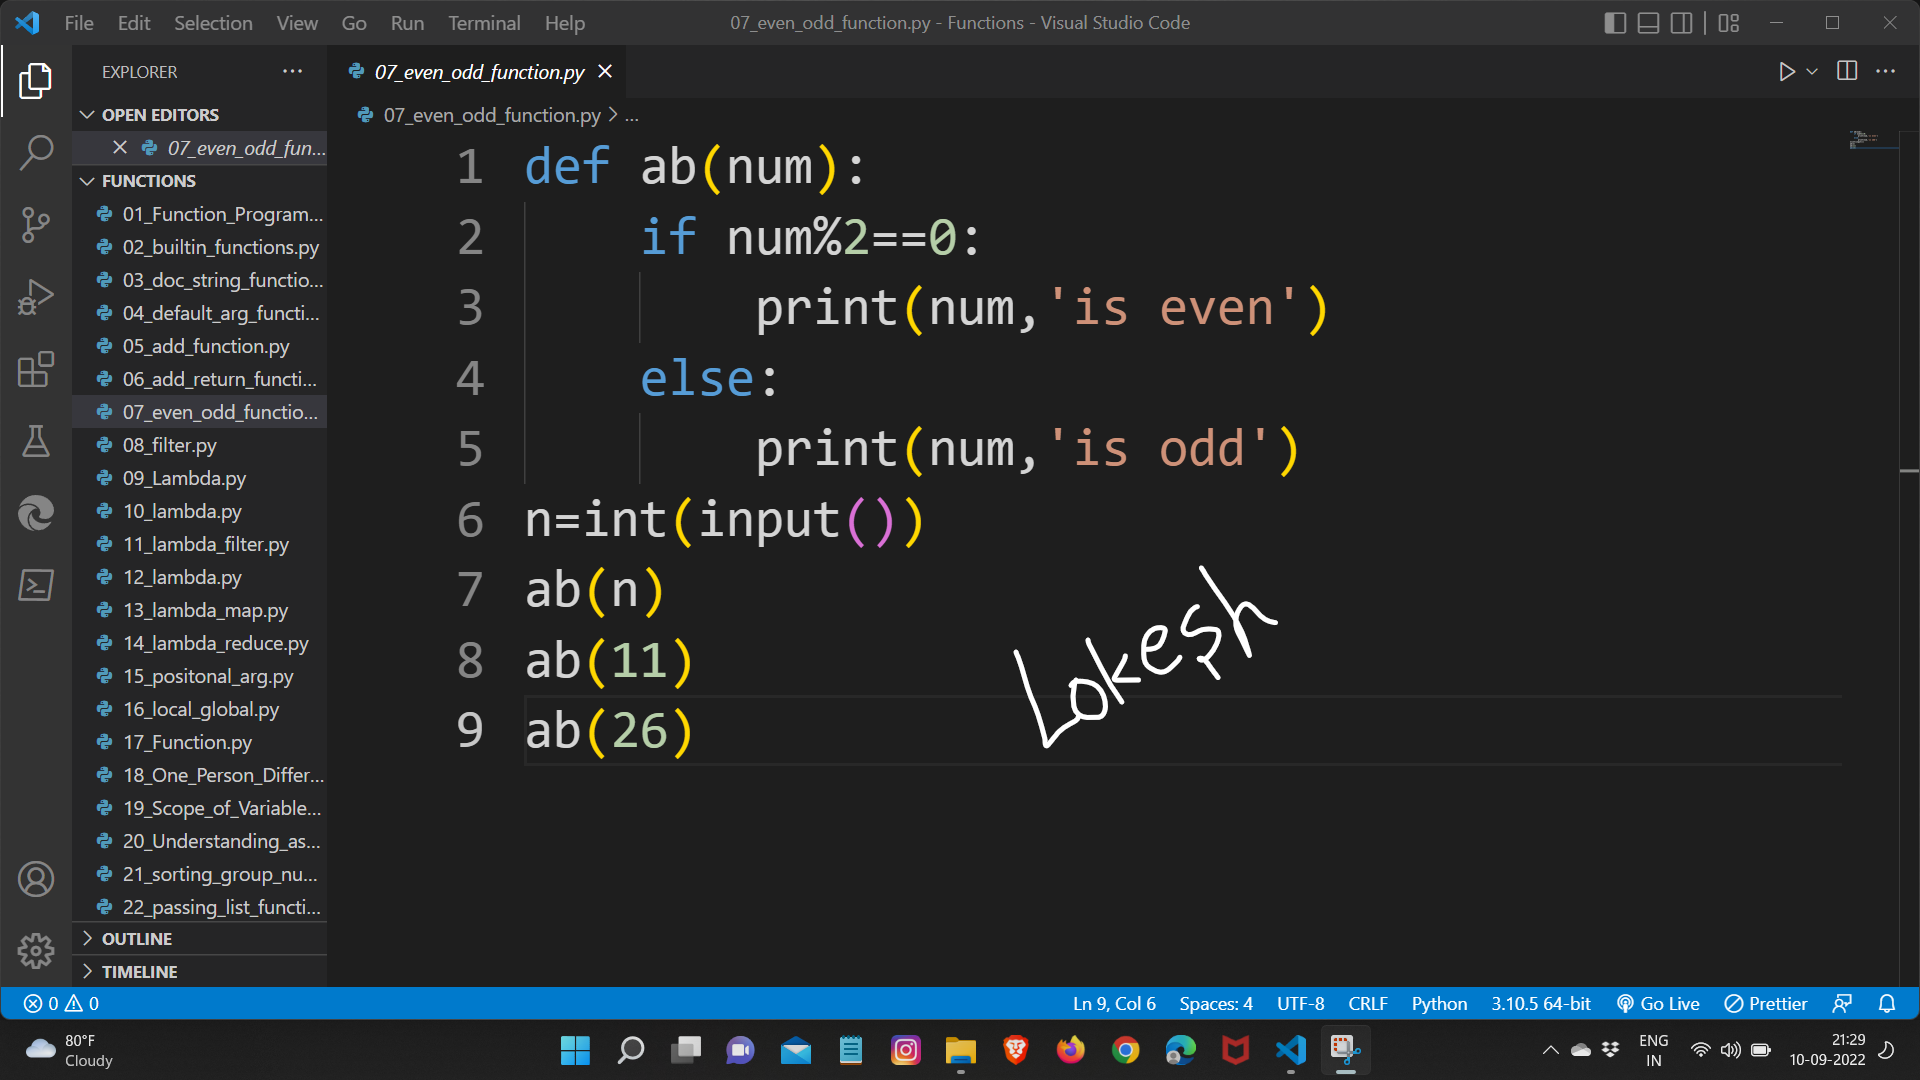 File Edit Selection View Go Run Terminal Help 07_even_odd_function.py - Functions - Visual Studio Code
EXPLORER
07_even_odd_function.py
OPEN EDITORS
07_even_odd_function.py > ...
07_even_odd_fun...
FUNCTIONS
01_Function_Program...
02_builtin_functions.py
03_doc_string_functio...
04_default_arg_functi...
05_add_function.py
06_add_return_functi...
07_even_odd_functio...
08_filter.py
09_Lambda.py
10_lambda.py
11_lambda_filter.py
12_lambda.py
13_lambda_map.py
14_lambda_reduce.py
15_positonal_arg.py
16_local_global.py
17_Function.py
18_One_Person_Differ...
19_Scope_of_Variable...
20_Understanding_as...
21_sorting_group_nu...
22_passing_list_functi...
OUTLINE
TIMELINE
1 def ab(num):
2     if num%2==0:
3         print(num,'is even')
4     else:
5         print(num,'is odd')
6 n=int(input())
7 ab(n)
8 ab(11)
9 ab(26)
Lokesh
0 0 Ln 9, Col 6 Spaces: 4 UTF-8 CRLF Python 3.10.5 64-bit Go Live Prettier
80°F
Cloudy
ENG
IN
21:29
10-09-2022